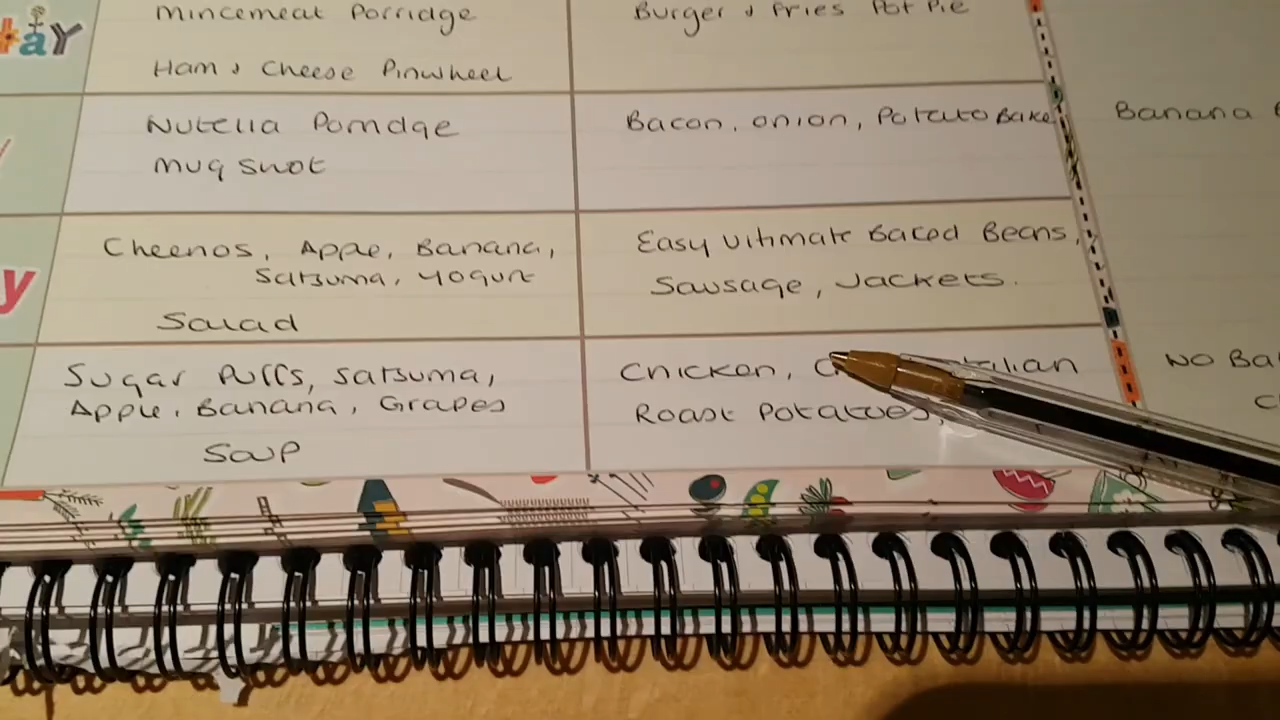 ay
Mincemeat Porridge
Ham & Cheese Pinwheel
Burger & Fries Pot Pie
Nutella Porridge
Mug Shot
Bacon, Onion, Potato Bake
Banana
y
Cheerios, Apple, Banana,
Satsuma, Yogurt
Salad
Easy Ultimate Baced Beans,
Sausage, Jackets.
Sugar Puffs, Satsuma,
Apple, Banana, Grapes
Soup
Chicken,
Roast Potatoes,
No